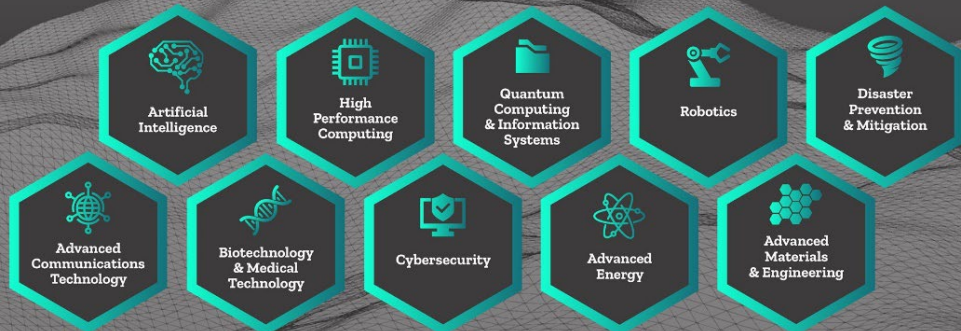 Artificial
Intelligence
High
Performance
Computing
Quantum
Computing
& Information
Systems
Robotics
Disaster
Prevention
& Mitigation
Advanced
Communications
Technology
Biotechnology
& Medical
Technology
Cybersecurity
Advanced
Energy
Advanced
Materials
& Engineering